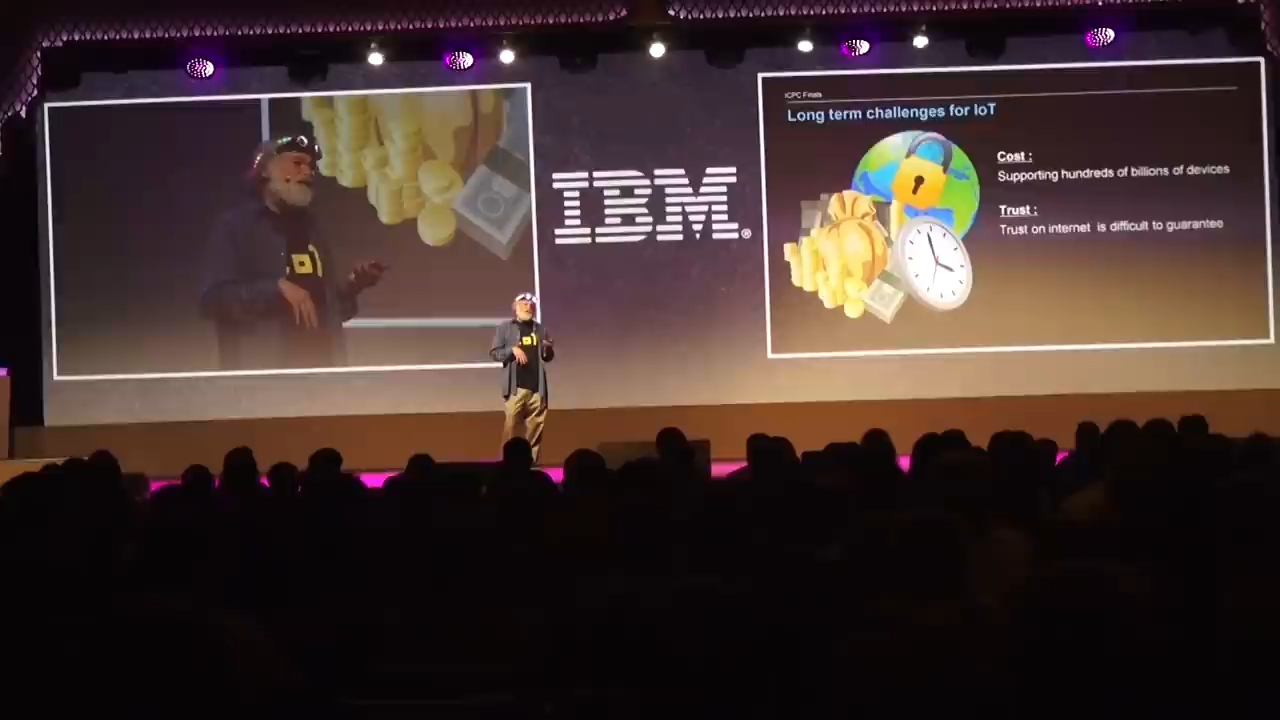 IBM®
ICPC Finals
Long term challenges for IoT
Cost :
Supporting hundreds of billions of devices
Trust :
Trust on internet is difficult to guarantee